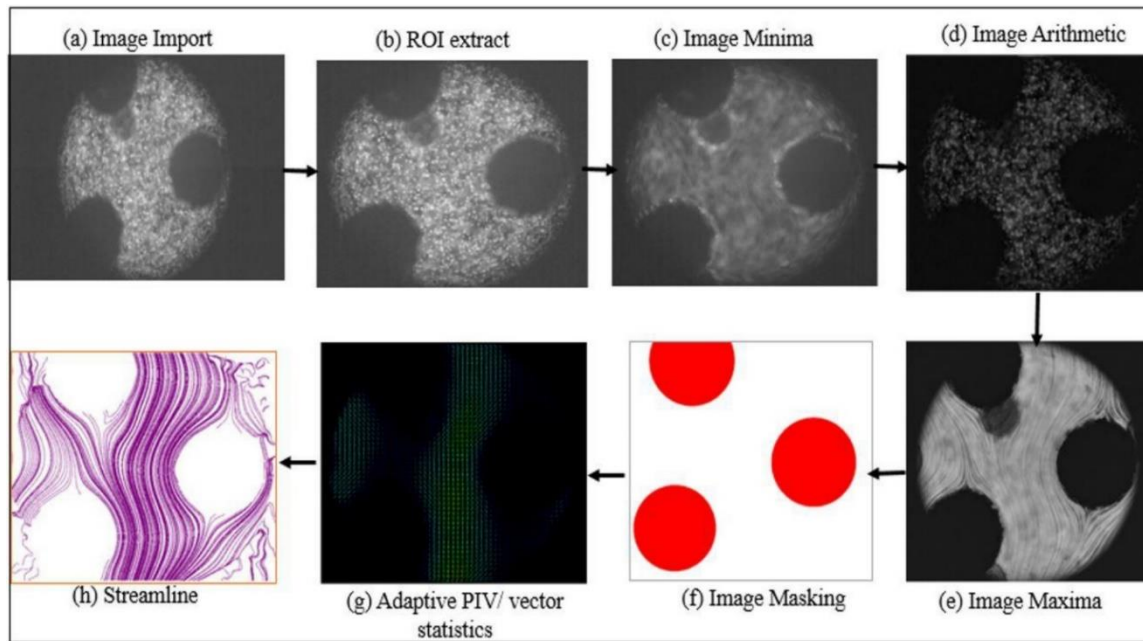 (a) Image Import
(b) ROI extract
(c) Image Minima
(d) Image Arithmetic
(h) Streamline
(g) Adaptive PIV/ vector
statistics
(f) Image Masking
(e) Image Maxima